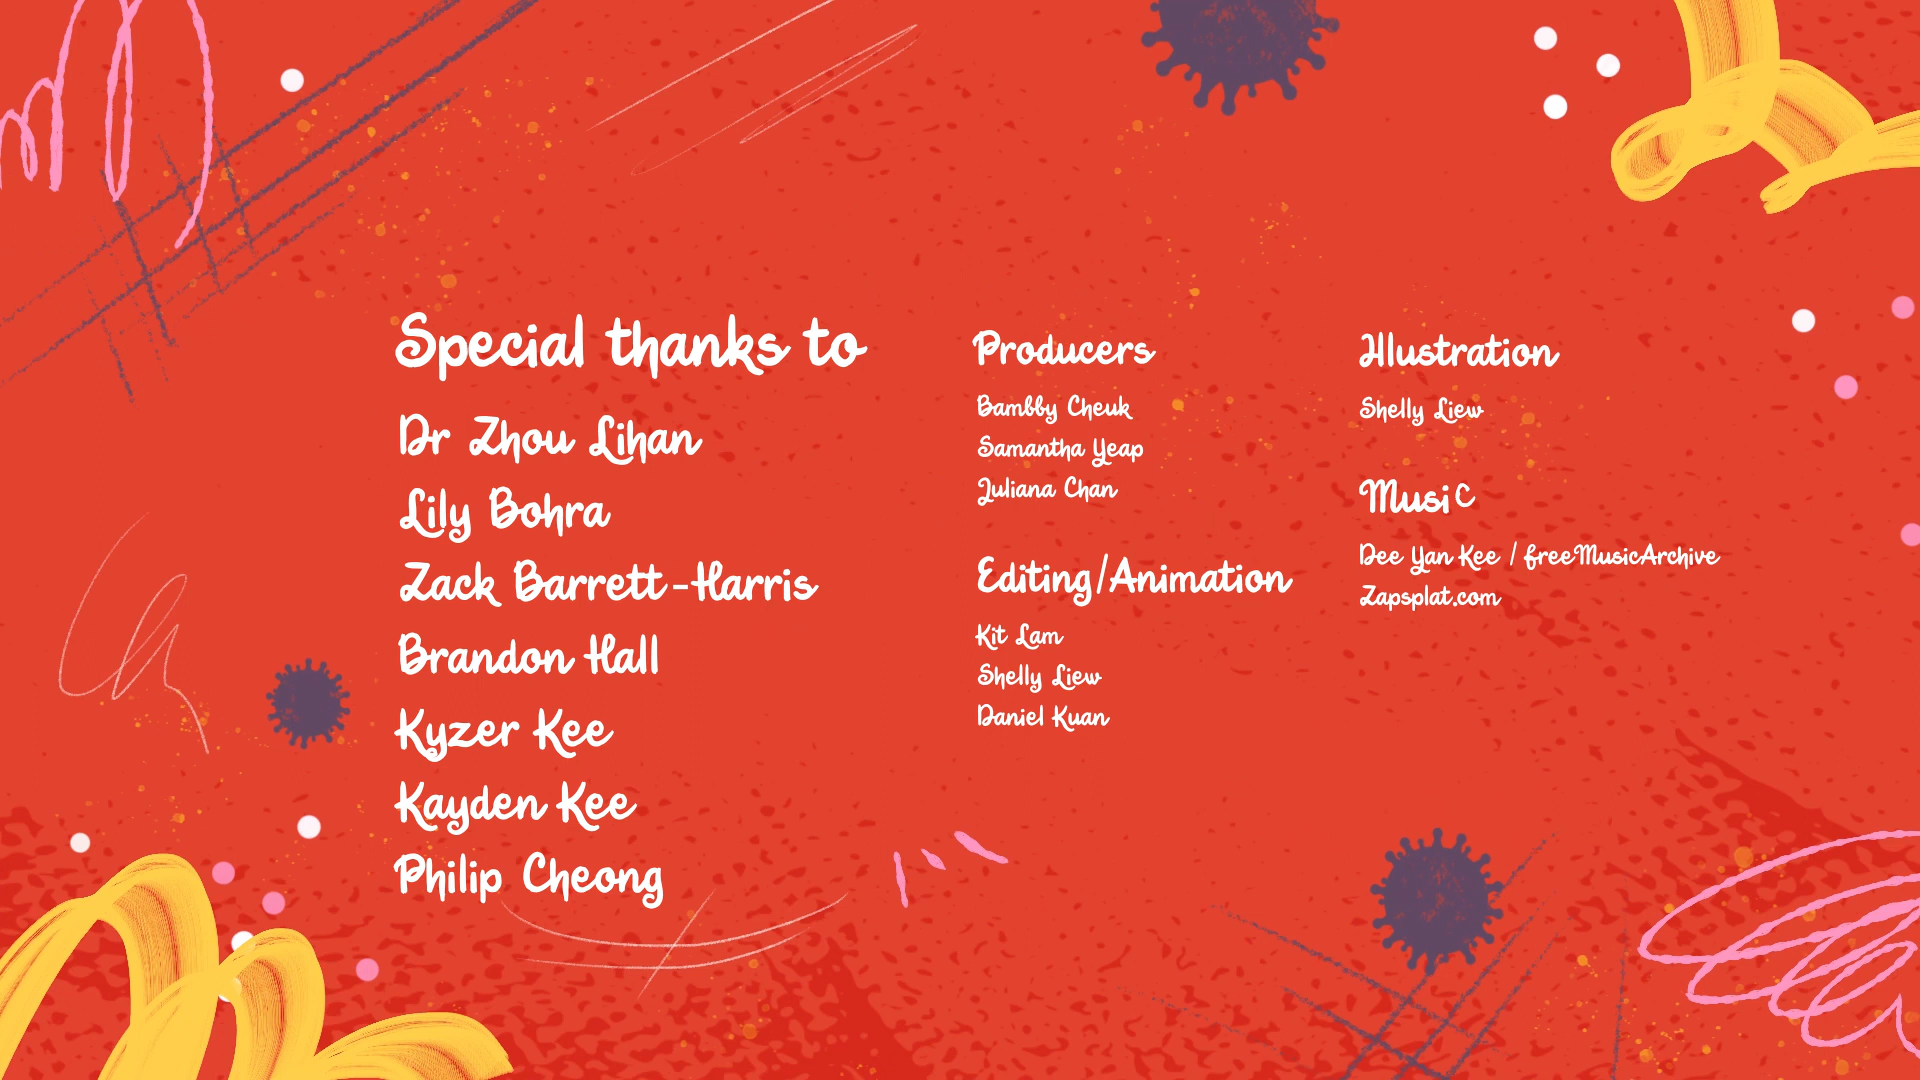 Special thanks to
Dr Zhou Lihan
Lily Bohra
Zack Barrett-Harris
Brandon Hall
Kyzer Kee
Kayden Kee
Philip Cheong
Producers
Bambby Cheuk
Samantha Yeap
Juliana Chan
Editing/Animation
Kit Lam
Shelly Liew
Daniel Kuan
Illustration
Shelly Liew
Music
Dee Yan Kee / freeMusicArchive
Zapsplat.com